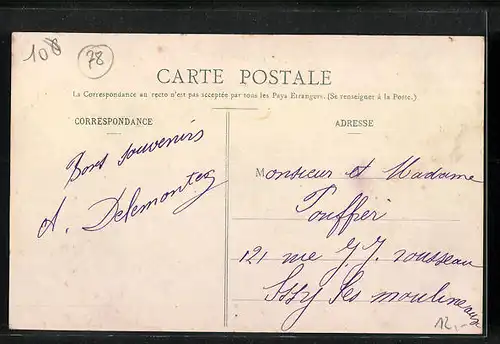 108
78
CARTE POSTALE
La Correspondance au recto n'est pas acceptée par tous les Pays Etrangers. (Se renseigner à la Poste.)
CORRESPONDANCE
Bons souvenirs
A. Delemontez
ADRESSE
Monsieur et Madame
Pouffier
121 rue J. J. rousseau
Issy les moulineaux
12,-